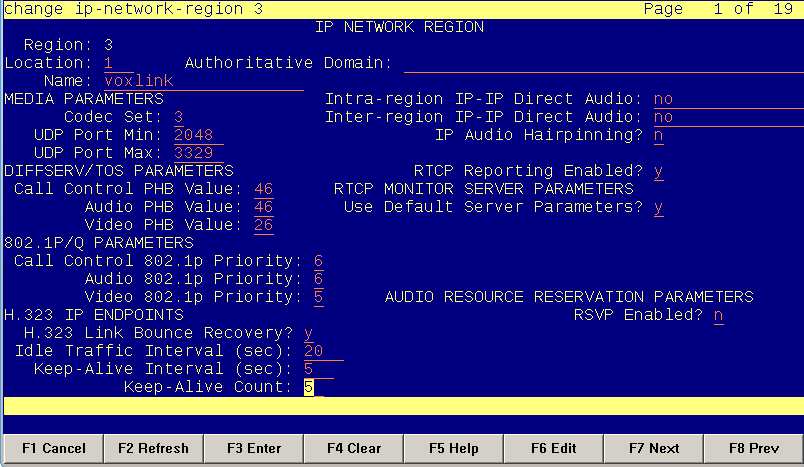 change ip-network-region 3 Page 1 of 19
IP NETWORK REGION
Region: 3
Location: 1 Authoritative Domain:
Name: voxlink
MEDIA PARAMETERS Intra-region IP-IP Direct Audio: no
Codec Set: 3 Inter-region IP-IP Direct Audio: no
UDP Port Min: 2048 IP Audio Hairpinning? n
UDP Port Max: 3329
DIFFSERV/TOS PARAMETERS RTCP Reporting Enabled? y
Call Control PHB Value: 46 RTCP MONITOR SERVER PARAMETERS
Audio PHB Value: 46 Use Default Server Parameters? y
Video PHB Value: 26
802.1P/Q PARAMETERS
Call Control 802.1p Priority: 6
Audio 802.1p Priority: 6
Video 802.1p Priority: 5 AUDIO RESOURCE RESERVATION PARAMETERS
H.323 IP ENDPOINTS RSVP Enabled? n
H.323 Link Bounce Recovery? y
Idle Traffic Interval (sec): 20
Keep-Alive Interval (sec): 5
Keep-Alive Count: 5
F1 Cancel F2 Refresh F3 Enter F4 Clear F5 Help F6 Edit F7 Next F8 Prev